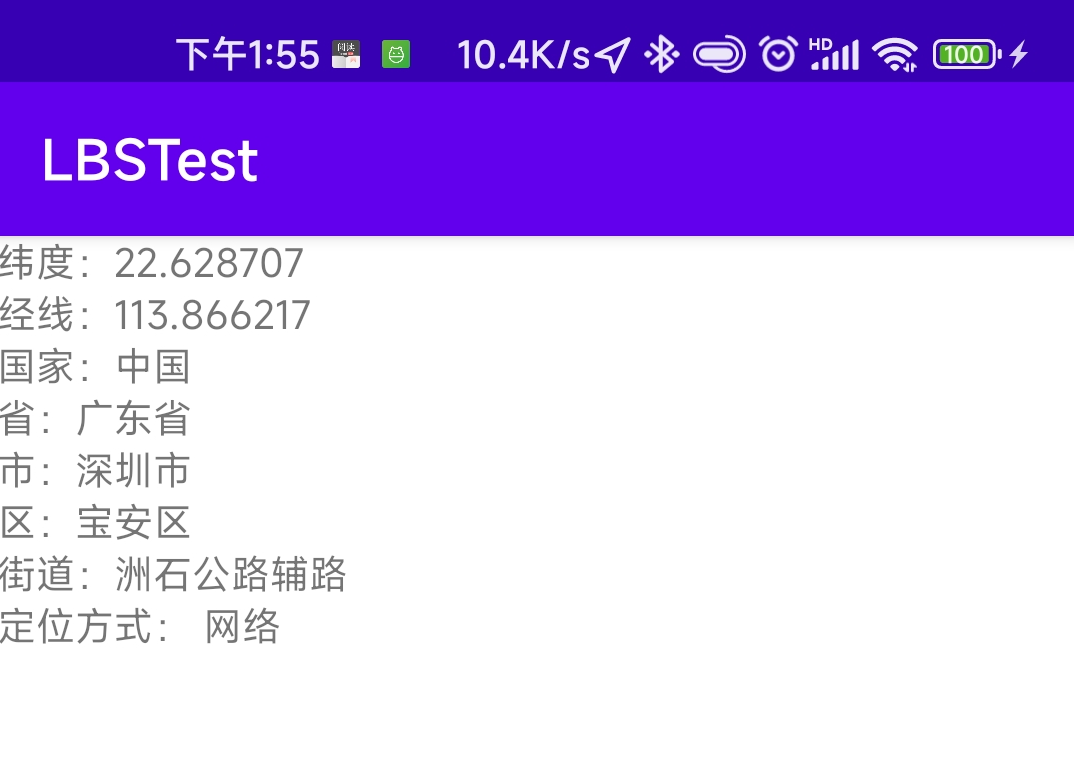 下午1:55 阅读 10.4K/s HD 100
LBSTest
纬度：22.628707
经线：113.866217
国家：中国
省：广东省
市：深圳市
区：宝安区
街道：洲石公路辅路
定位方式： 网络